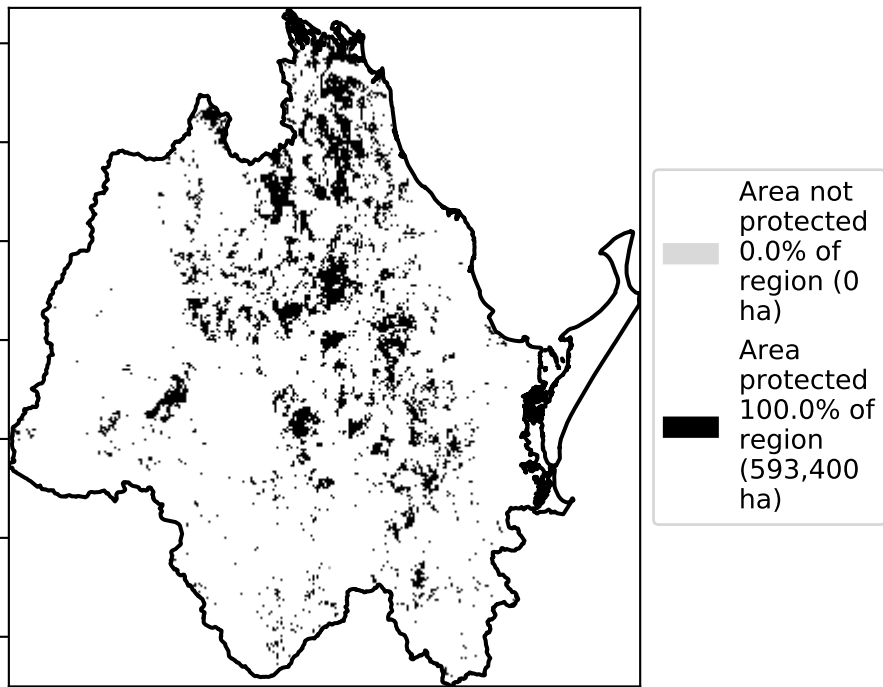 Area not
protected
0.0% of
region (0
ha)
Area
protected
100.0% of
region
(593,400
ha)